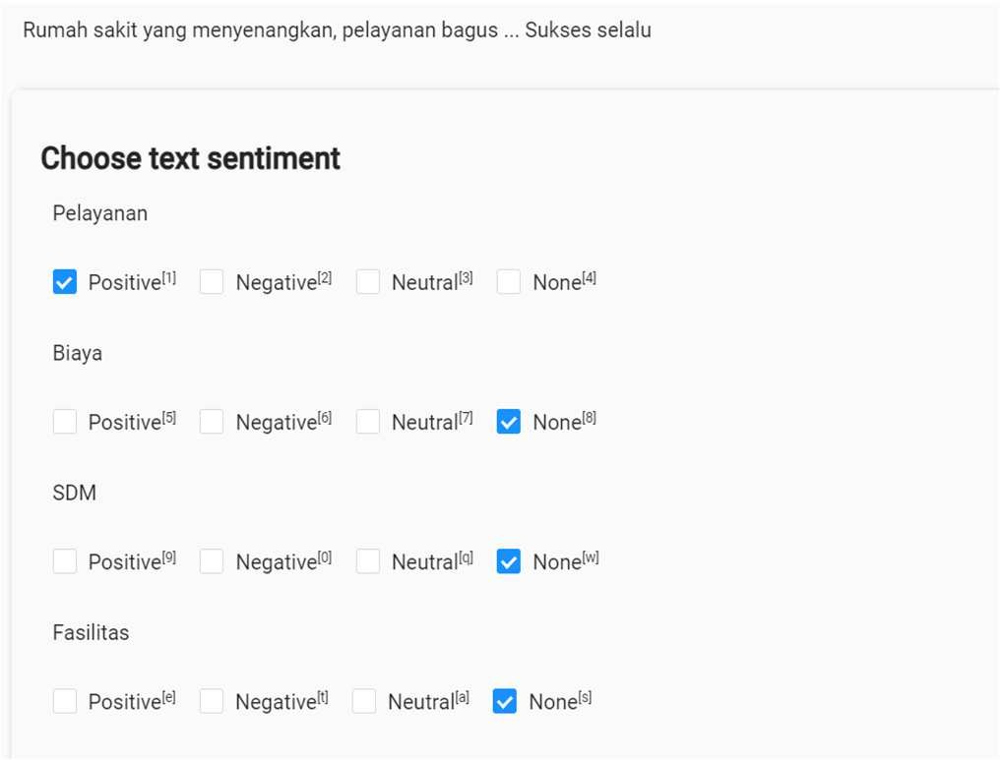 Rumah sakit yang menyenangkan, pelayanan bagus ... Sukses selalu
Choose text sentiment
Pelayanan
Positive[1] Negative[2] Neutral[3] None[4]
Biaya
Positive[5] Negative[6] Neutral[7] None[8]
SDM
Positive[9] Negative[0] Neutral[q] None[w]
Fasilitas
Positive[e] Negative[t] Neutral[a] None[s]